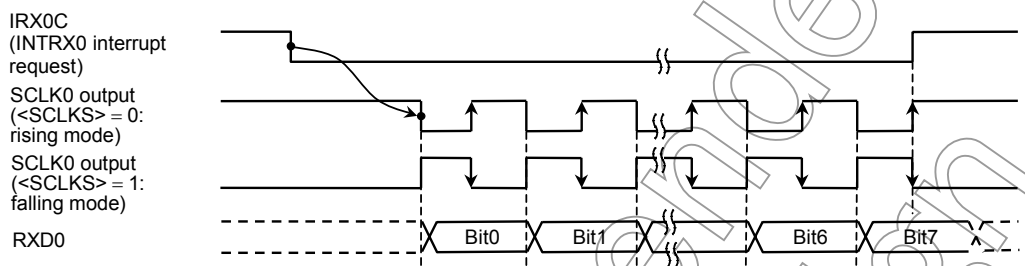 IRX0C
(INTRX0 interrupt
request)
SCLK0 output
(<SCLKS> = 0:
rising mode)
SCLK0 output
(<SCLKS> = 1:
falling mode)
RXD0
Bit0
Bit1
Bit6
Bit7